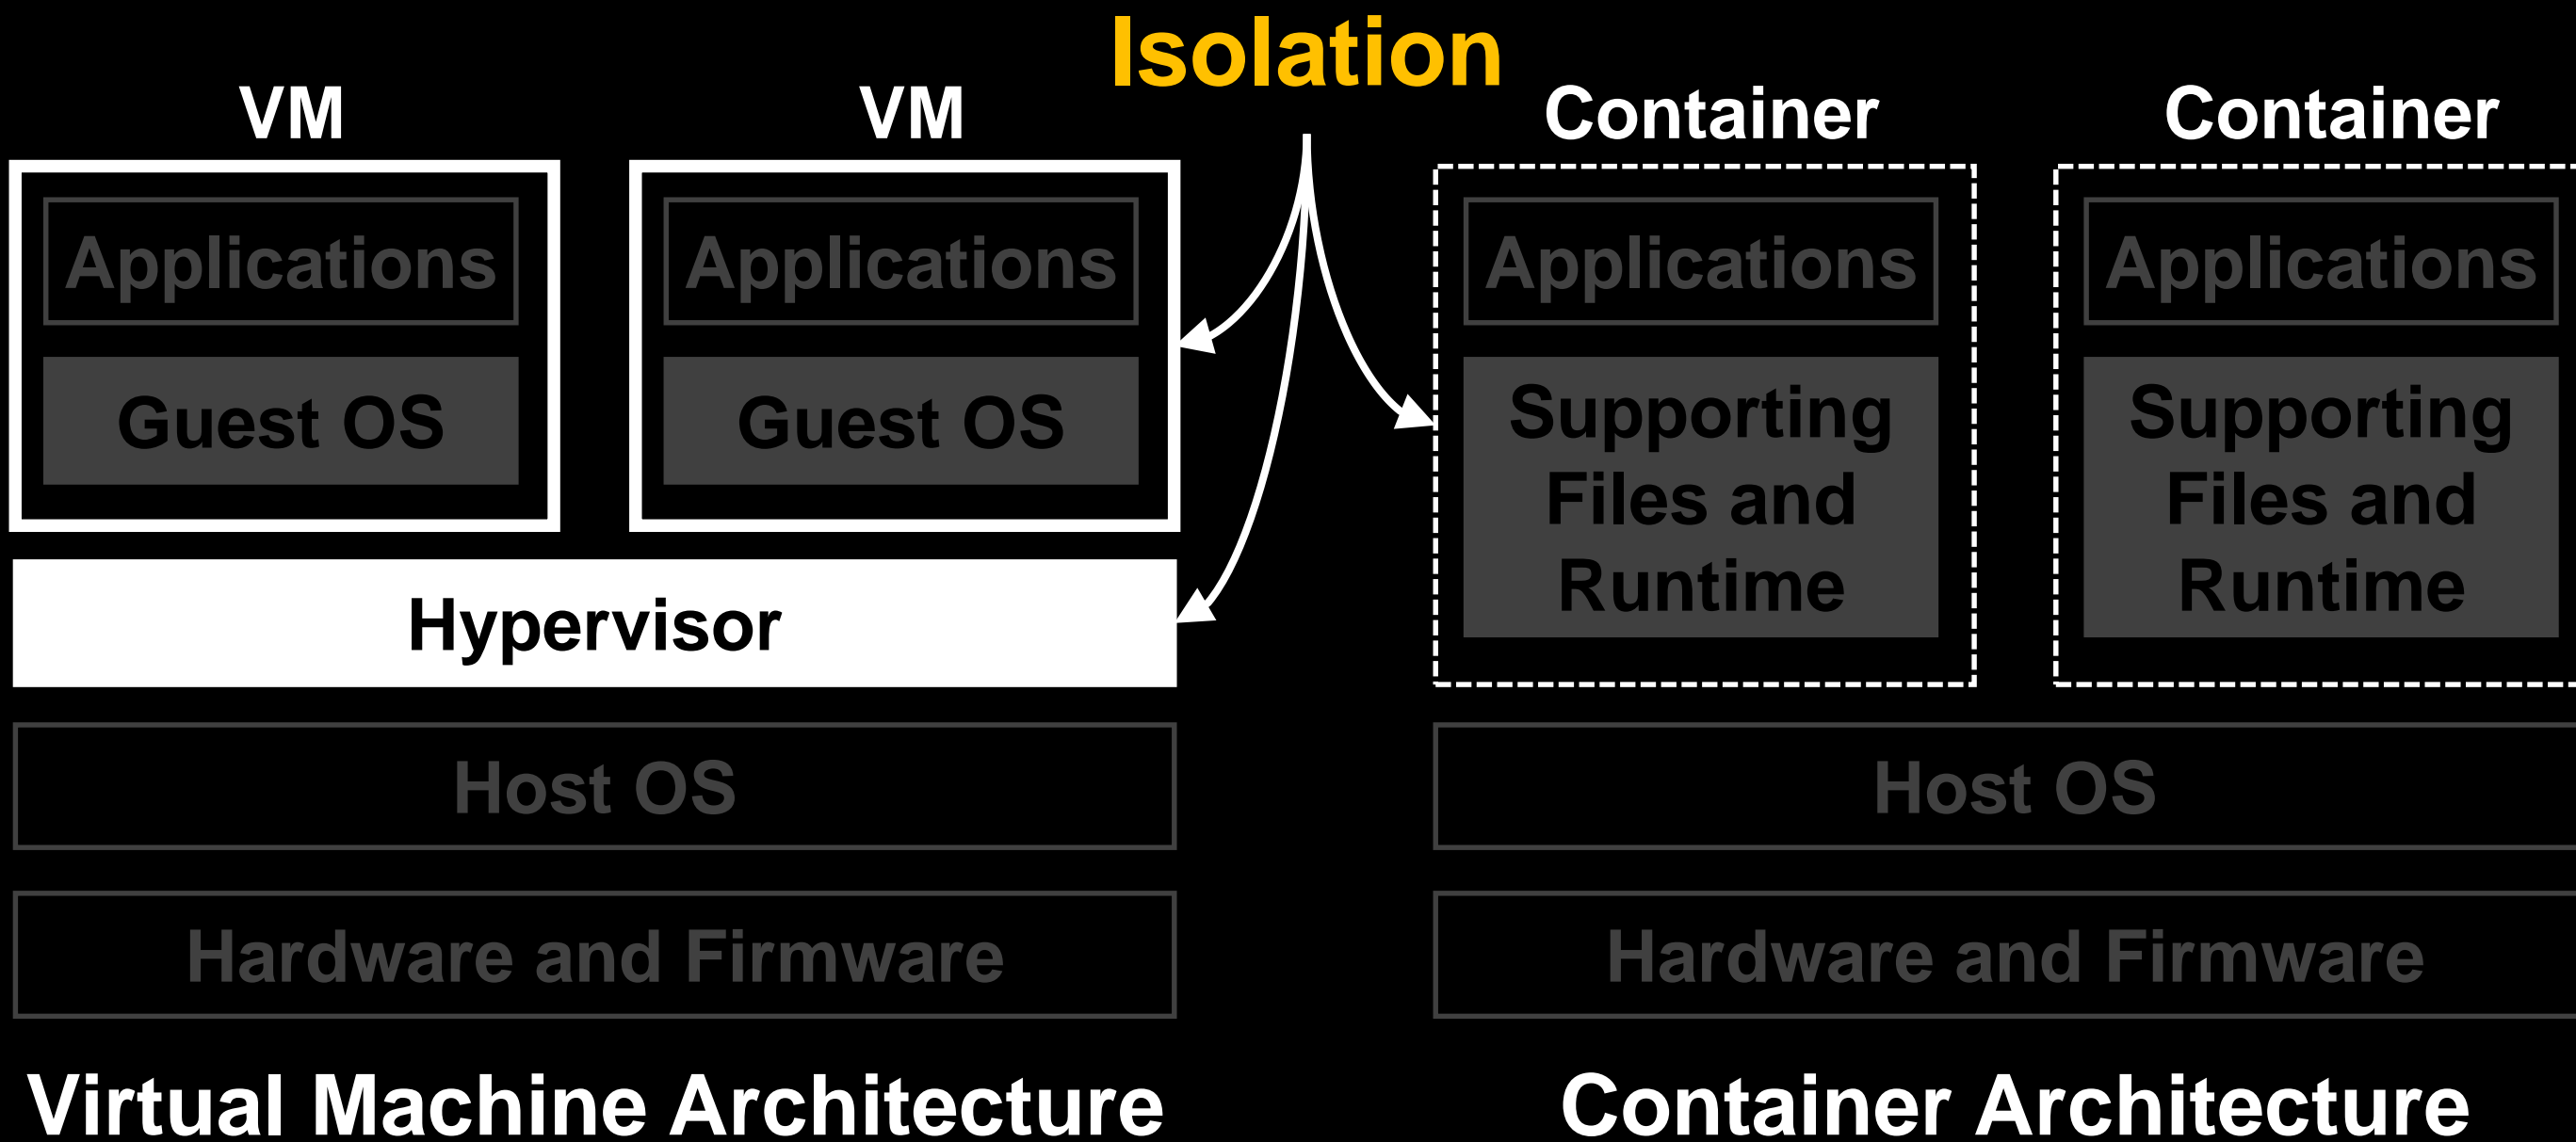 Isolation
VM
VM
Container
Container
Applications
Applications
Applications
Applications
Guest OS
Guest OS
Supporting
Files and
Runtime
Supporting
Files and
Runtime
Hypervisor
Host OS
Host OS
Hardware and Firmware
Hardware and Firmware
Virtual Machine Architecture
Container Architecture